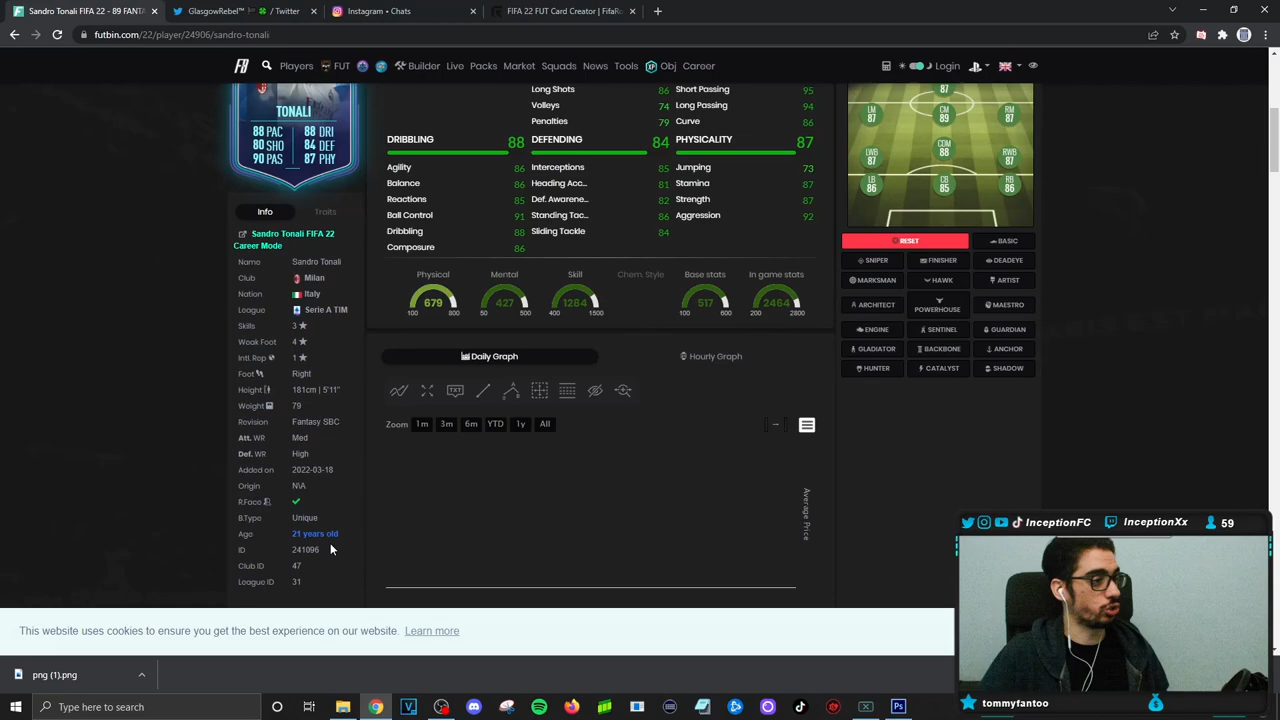 Sandro Tonali FIFA 22 - 89 FANTA
GlasgowRebel™ / Twitter
Instagram • Chats
FIFA 22 FUT Card Creator | FifaRo
futbin.com/22/player/24906/sandro-tonali
Players FUT Builder Live Packs Market Squads News Tools Obj Career Login
TONALI
88 PAC 88 DRI
80 SHO 84 DEF
90 PAS 87 PHY
Long Shots 86
Volleys 74
Penalties 79
Short Passing 95
Long Passing 94
Curve 86
DRIBBLING 88
DEFENDING 84
PHYSICALITY 87
Agility 86
Interceptions 85
Jumping 73
Balance 86
Heading Acc... 81
Stamina 87
Reactions 85
Def. Awarene... 82
Strength 87
Ball Control 91
Standing Tac... 86
Aggression 92
Dribbling 88
Sliding Tackle 84
Composure 86
Physical Mental Skill Chem. Style Base stats In game stats
679 427 1284 517 2464
100 800 50 500 400 1500 100 600 200 2800
87
LM 87
CM 89
RM 87
LWB 87
CDM 88
RWB 87
LB 86
CB 85
RB 86
RESET BASIC
SNIPER FINISHER DEADEYE
MARKSMAN HAWK ARTIST
ARCHITECT POWERHOUSE MAESTRO
ENGINE SENTINEL GUARDIAN
GLADIATOR BACKBONE ANCHOR
HUNTER CATALYST SHADOW
Info Traits
Sandro Tonali FIFA 22
Career Mode
Name Sandro Tonali
Club Milan
Nation Italy
League Serie A TIM
Skills 3
Weak Foot 4
Intl. Rep 1
Foot Right
Height 181cm | 5'11"
Weight 79
Revision Fantasy SBC
Att. WR Med
Def. WR High
Added on 2022-03-18
Origin N\A
R.Face
B.Type Unique
Age 21 years old
ID 241096
Club ID 47
League ID 31
Daily Graph
Hourly Graph
TXT
Zoom 1m 3m 6m YTD 1y All
Average Price
This website uses cookies to ensure you get the best experience on our website. Learn more
png (1).png
Type here to search
InceptionFC InceptionXx 59
tommyfantoo